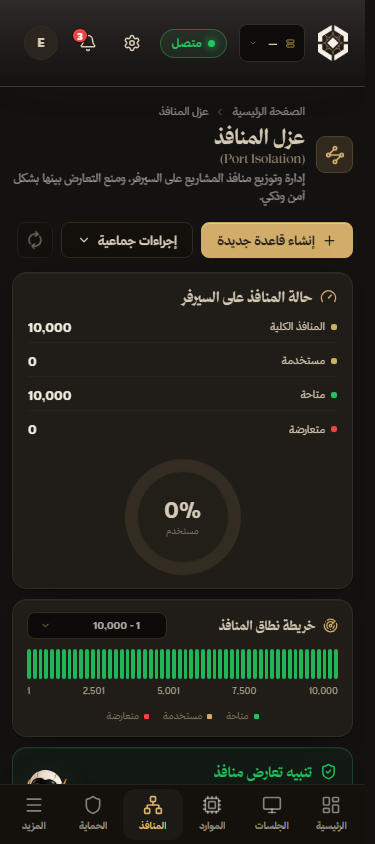 —
متصل
3
E
الصفحة الرئيسية › عزل المنافذ
عزل المنافذ
(Port Isolation)
إدارة وتوزيع منافذ المشاريع على السيرفر، ومنع التعارض بينها بشكل
آمن وذكي.
+ إنشاء قاعدة جديدة
إجراءات جماعية
حالة المنافذ على السيرفر
المنافذ الكلية 10,000
مستخدمة 0
متاحة 10,000
متعارضة 0
0%
مستخدم
خريطة نطاق المنافذ
1 - 10,000
1 2,501 5,001 7,500 10,000
متاحة مستخدمة متعارضة
تنبيه تعارض منافذ
الرئيسية الجلسات الموارد المنافذ الحماية المزيد